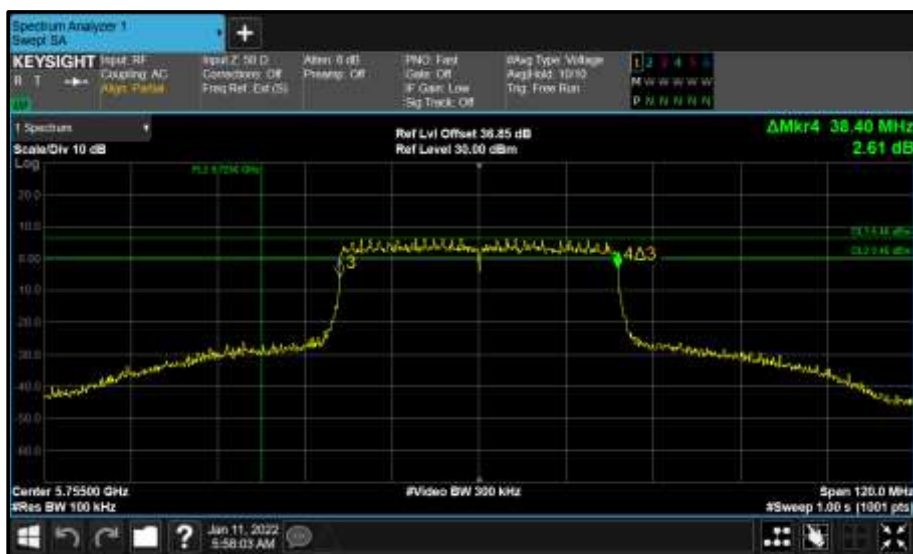 Spectrum Analyzer 1
Swept SA
+
KEYSIGHT
R T
Input: RF
Coupling: AC
Align: Partial
Input Z: 50 Ω
Corrections: Off
Freq Ref: Ext (S)
Atten: 6 dB
Preamp: Off
PNO: Fast
Gate: Off
IF Gain: Low
Sig Track: Off
#Avg Type: Voltage
Avg|Hold: 10/10
Trig: Free Run
1 2 3 4 5 6
M W W W W W
P N N N N N
1 Spectrum
Scale/Div 10 dB
Ref Lvl Offset 36.85 dB
Ref Level 30.00 dBm
ΔMkr4 38.40 MHz
2.61 dB
Log
20.0
10.0
0.00
3
4Δ3
-10.0
-20.0
-30.0
-40.0
-50.0
-60.0
Center 5.75500 GHz
#Res BW 100 kHz
#Video BW 300 kHz
Span 120.0 MHz
#Sweep 1.00 s (1001 pts)
?
Jan 11, 2022
5:58:03 AM